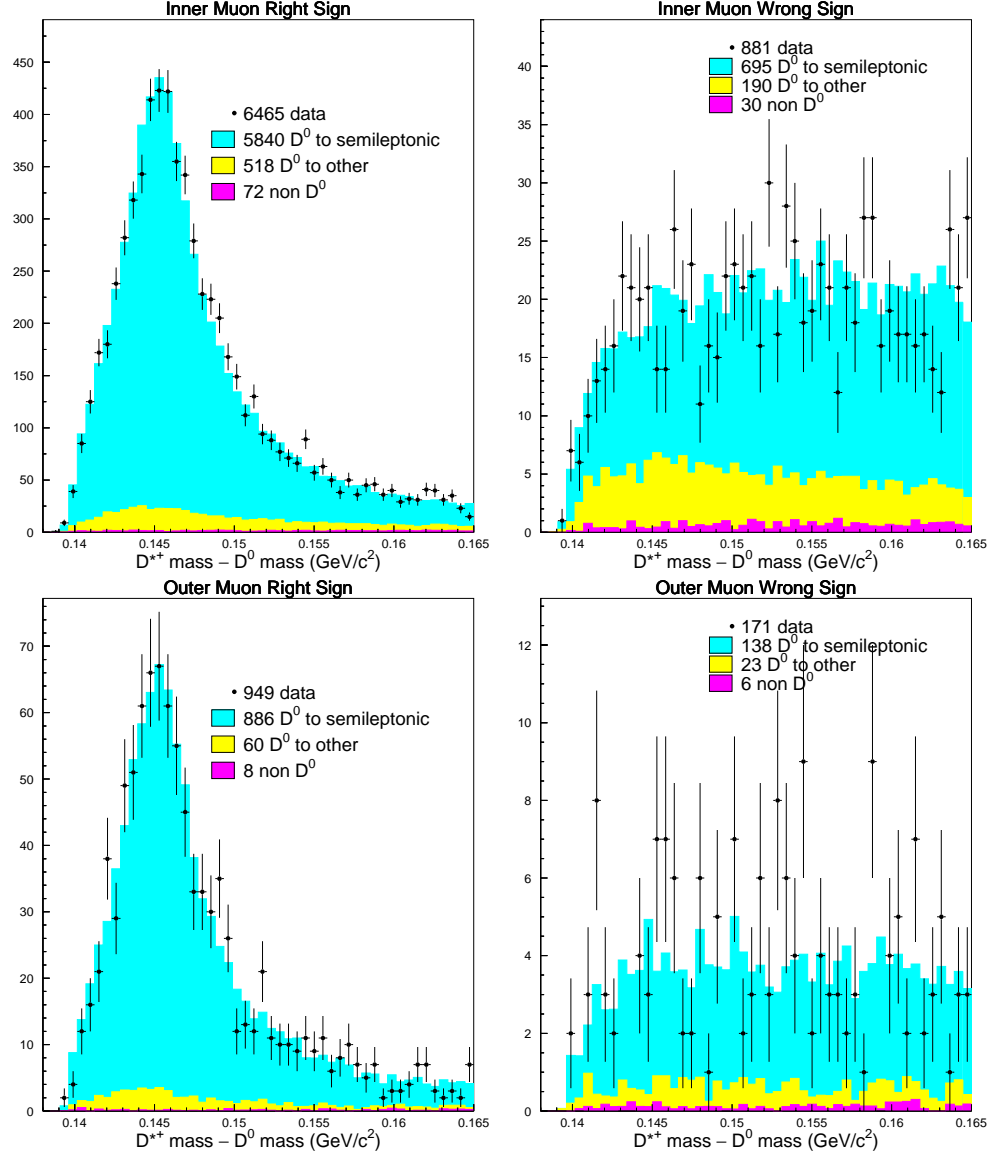 Inner Muon Right Sign
450
400
350
300
250
200
150
100
50
0
6465 data
5840 D⁰ to semileptonic
518 D⁰ to other
72 non D⁰
0.14 0.145 0.15 0.155 0.16 0.165
D*⁺ mass − D⁰ mass (GeV/c²)
Inner Muon Wrong Sign
40
35
30
25
20
15
10
5
0
881 data
695 D⁰ to semileptonic
190 D⁰ to other
30 non D⁰
0.14 0.145 0.15 0.155 0.16 0.165
D*⁺ mass − D⁰ mass (GeV/c²)
Outer Muon Right Sign
70
60
50
40
30
20
10
0
949 data
886 D⁰ to semileptonic
60 D⁰ to other
8 non D⁰
0.14 0.145 0.15 0.155 0.16 0.165
D*⁺ mass − D⁰ mass (GeV/c²)
Outer Muon Wrong Sign
12
10
8
6
4
2
0
171 data
138 D⁰ to semileptonic
23 D⁰ to other
6 non D⁰
0.14 0.145 0.15 0.155 0.16 0.165
D*⁺ mass − D⁰ mass (GeV/c²)